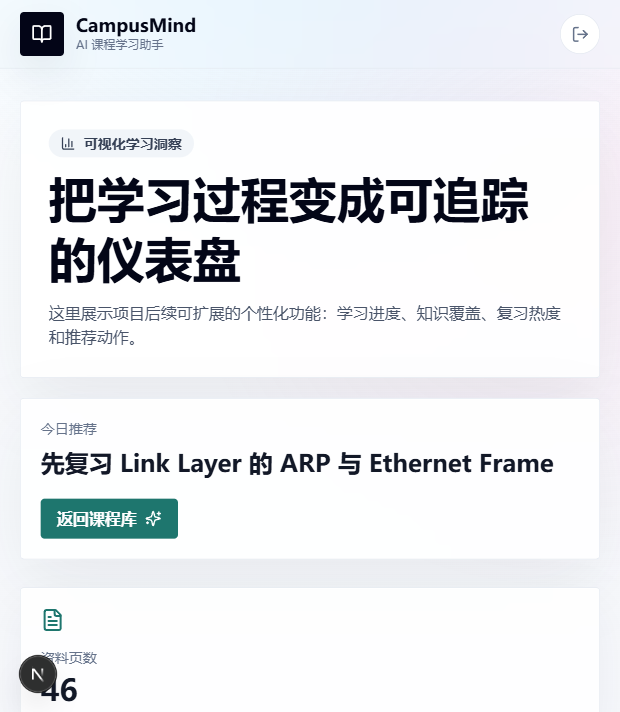 CampusMind
AI 课程学习助手
可视化学习洞察
把学习过程变成可追踪
的仪表盘
这里展示项目后续可扩展的个性化功能：学习进度、知识覆盖、复习热度
和推荐动作。
今日推荐
先复习 Link Layer 的 ARP 与 Ethernet Frame
返回课程库
资料页数
N
46